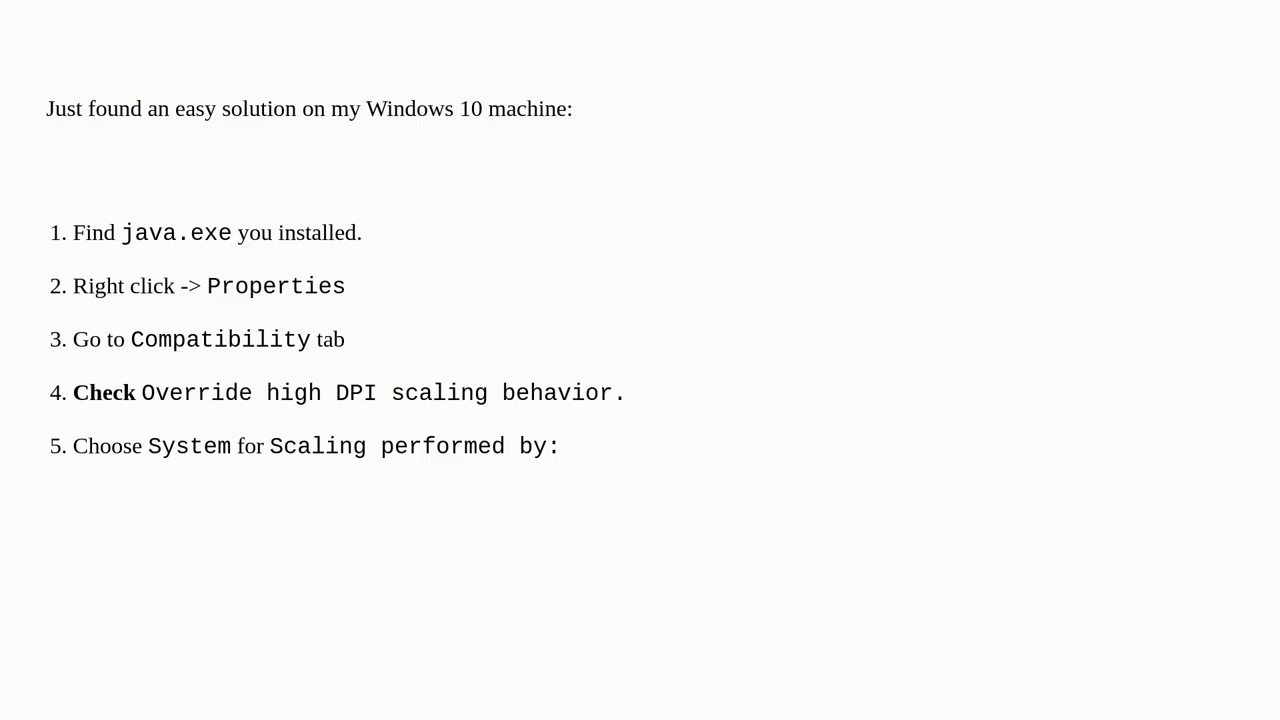 Just found an easy solution on my Windows 10 machine:
1. Find java.exe you installed.
2. Right click -> Properties
3. Go to Compatibility tab
4. Check Override high DPI scaling behavior.
5. Choose System for Scaling performed by: